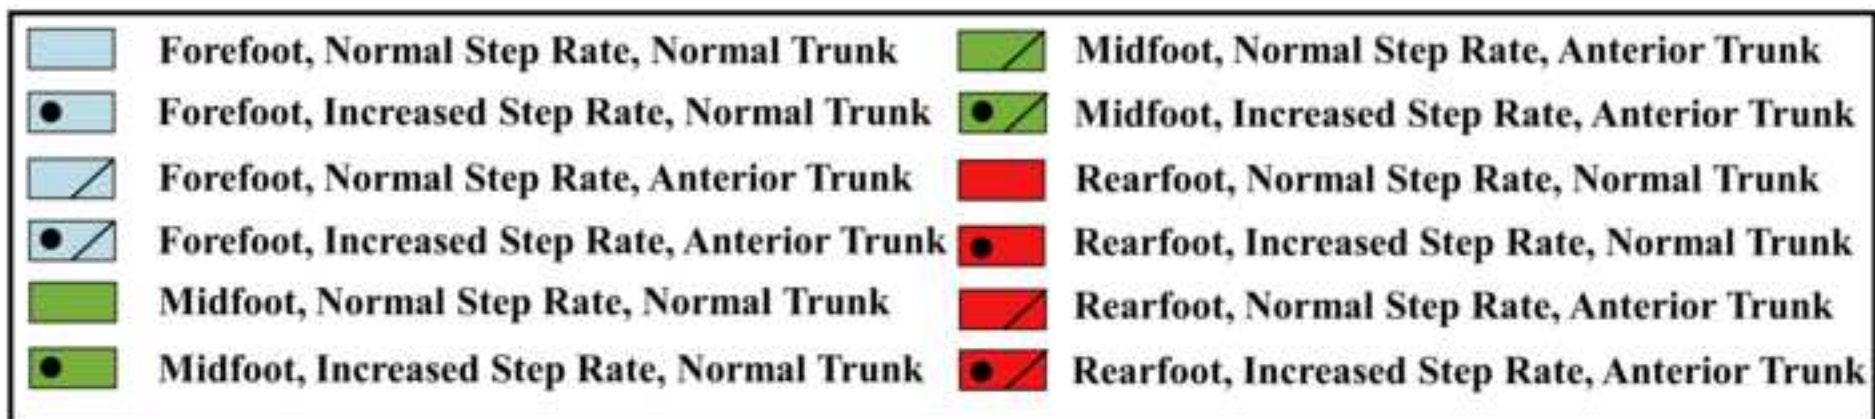 Forefoot, Normal Step Rate, Normal Trunk
Forefoot, Increased Step Rate, Normal Trunk
Forefoot, Normal Step Rate, Anterior Trunk
Forefoot, Increased Step Rate, Anterior Trunk
Midfoot, Normal Step Rate, Normal Trunk
Midfoot, Increased Step Rate, Normal Trunk
Midfoot, Normal Step Rate, Anterior Trunk
Midfoot, Increased Step Rate, Anterior Trunk
Rearfoot, Normal Step Rate, Normal Trunk
Rearfoot, Increased Step Rate, Normal Trunk
Rearfoot, Normal Step Rate, Anterior Trunk
Rearfoot, Increased Step Rate, Anterior Trunk